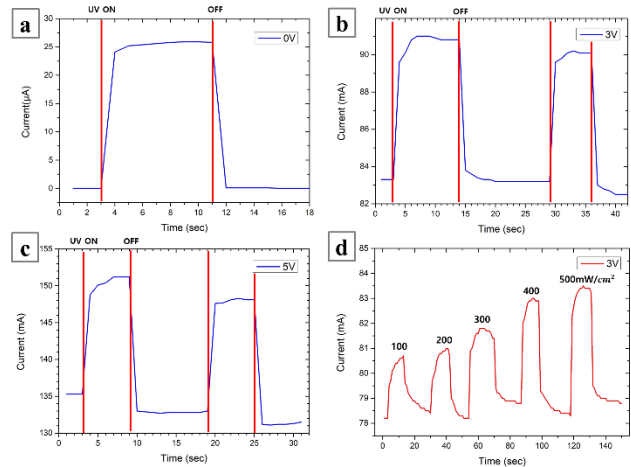 a
UV ON
OFF
0V
30
25
20
15
10
5
0
-5
Current(μA)
0 2 4 6 8 10 12 14 16 18
Time (sec)
b
UV ON
OFF
3V
90
88
86
84
82
Current (mA)
0 5 10 15 20 25 30 35 40
Time (sec)
c
UV ON
OFF
5V
155
150
145
140
135
130
Current (mA)
0 5 10 15 20 25 30
Time (sec)
d
3V
100
200
300
400
500mW/cm²
85
84
83
82
81
80
79
78
Current (mA)
0 20 40 60 80 100 120 140
Time (sec)